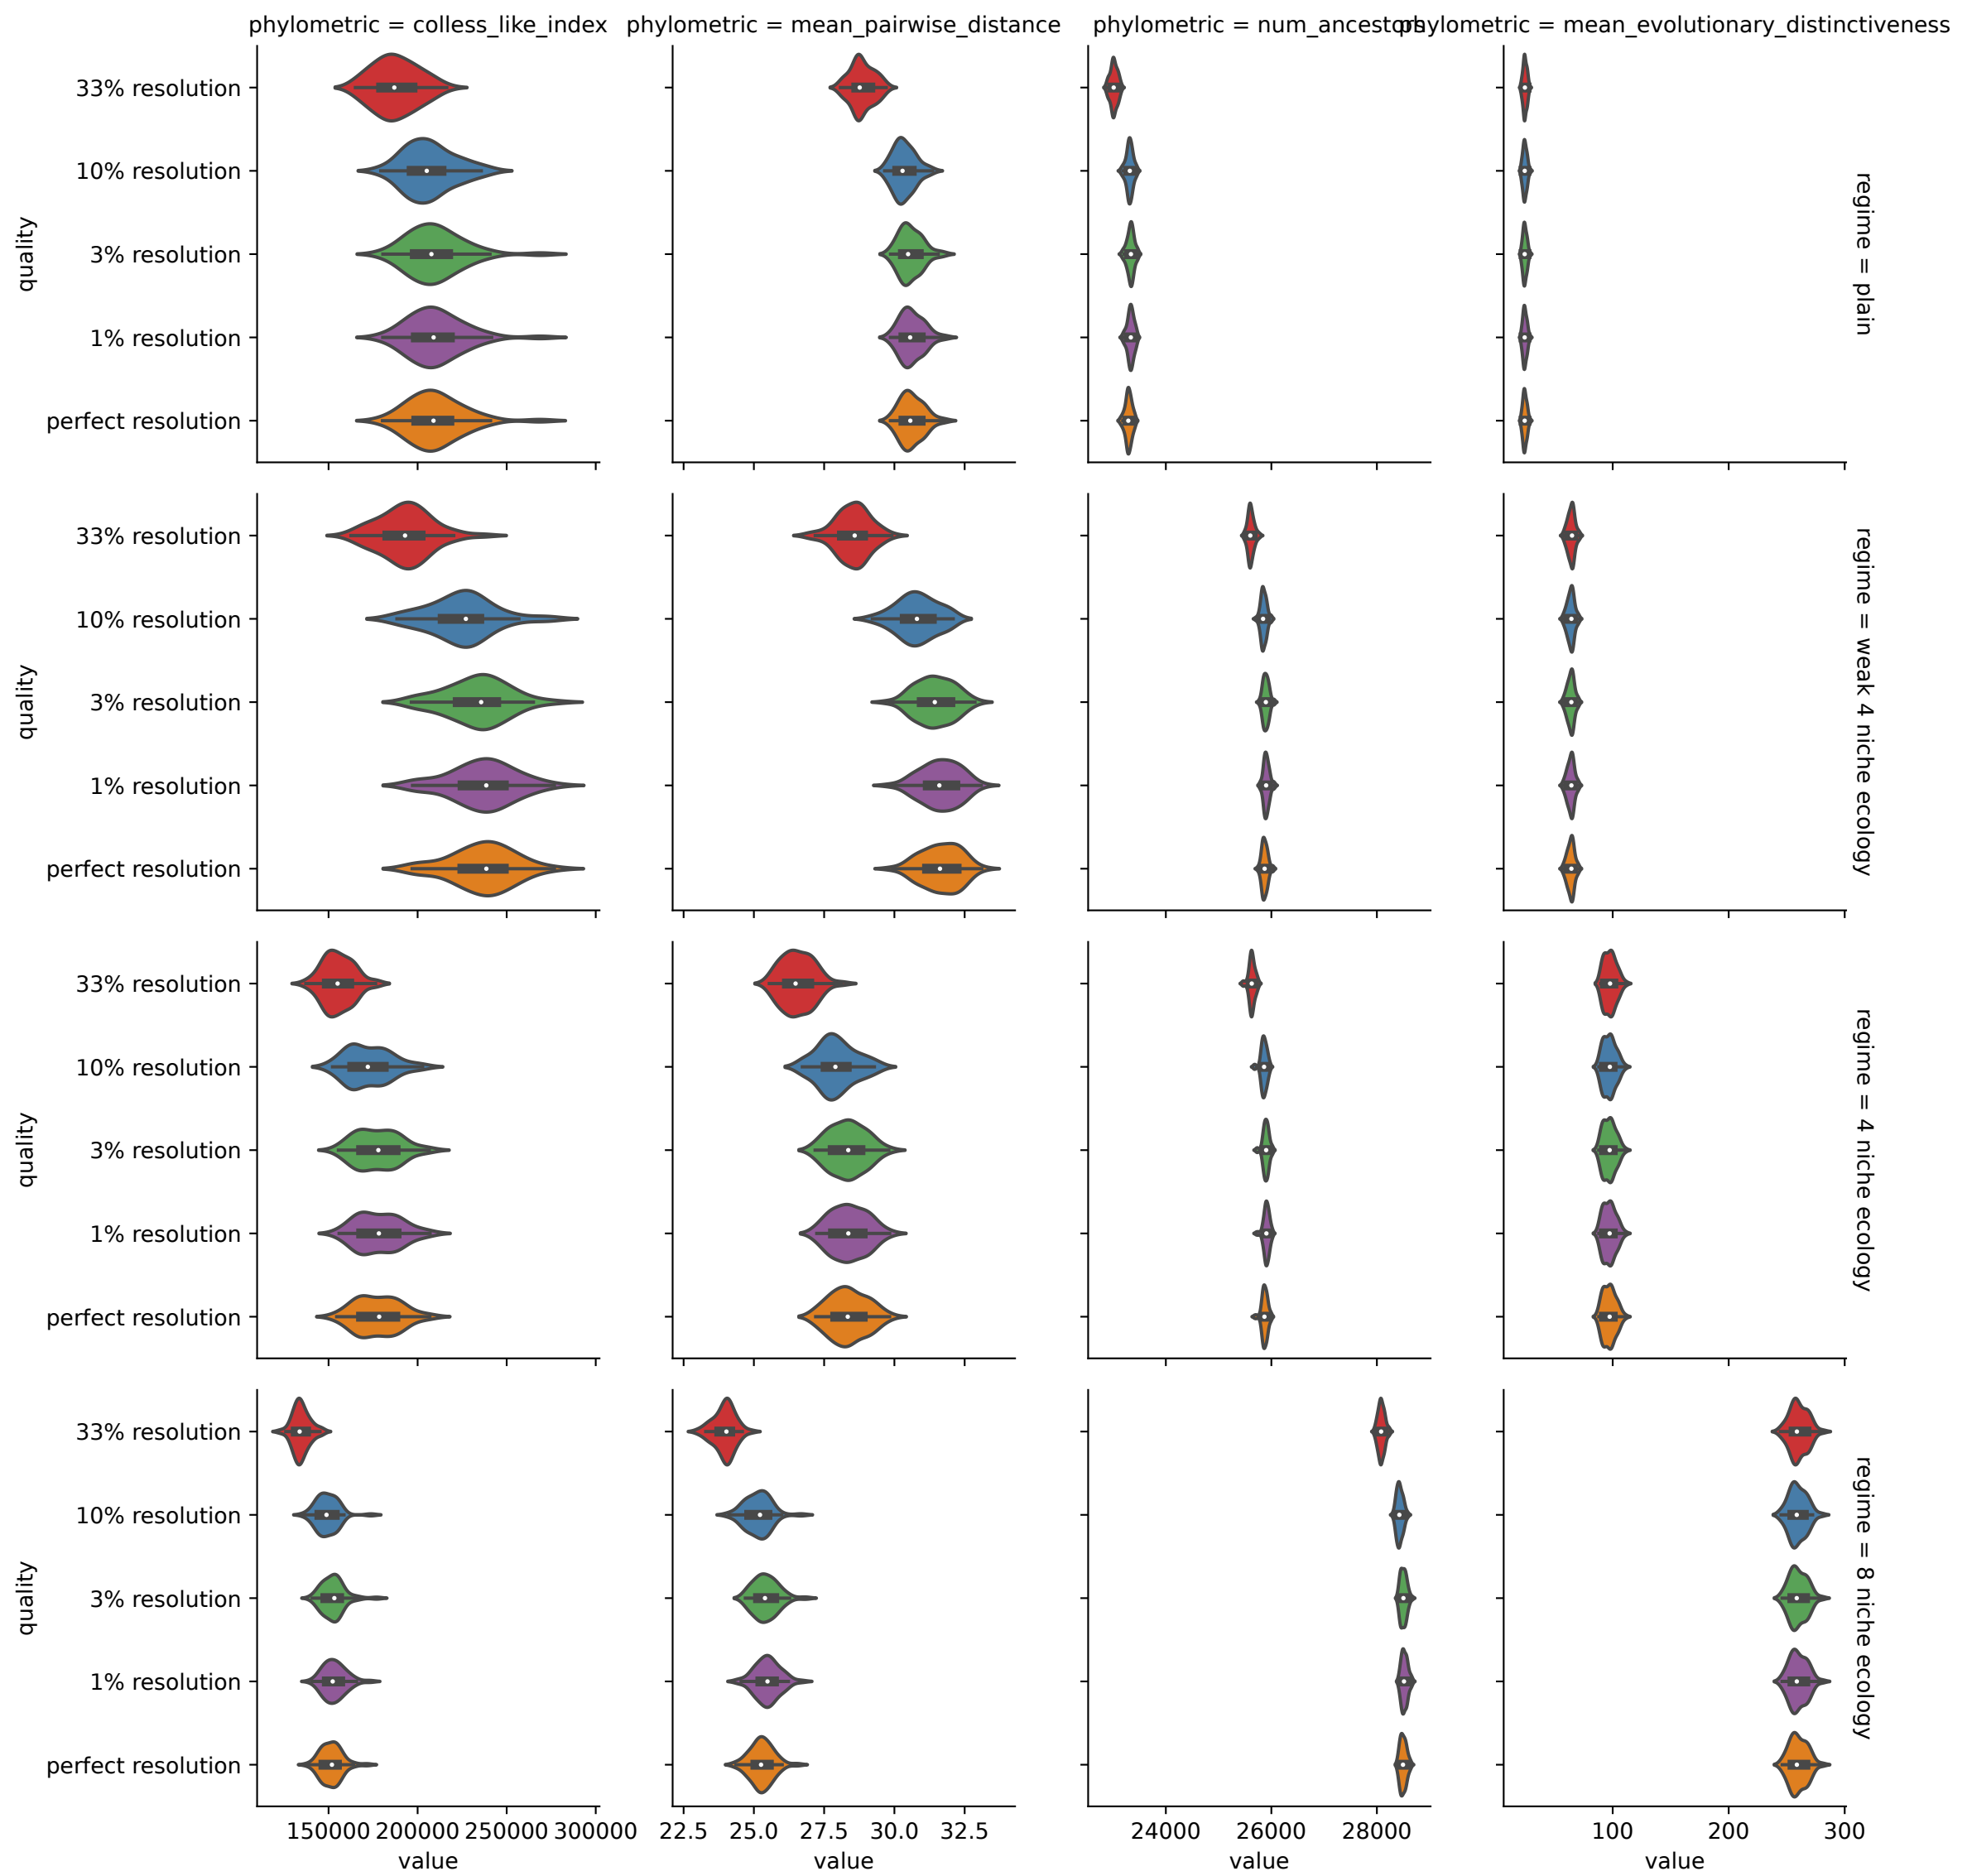 phylometric = colless_like_index
phylometric = mean_pairwise_distance
phylometric = num_ancestors
phylometric = mean_evolutionary_distinctiveness
quality
33% resolution
10% resolution
3% resolution
1% resolution
perfect resolution
regime = plain
quality
33% resolution
10% resolution
3% resolution
1% resolution
perfect resolution
regime = weak 4 niche ecology
quality
33% resolution
10% resolution
3% resolution
1% resolution
perfect resolution
regime = 4 niche ecology
quality
33% resolution
10% resolution
3% resolution
1% resolution
perfect resolution
regime = 8 niche ecology
150000 200000 250000 300000
22.5 25.0 27.5 30.0 32.5
24000 26000 28000
100 200 300
value
value
value
value